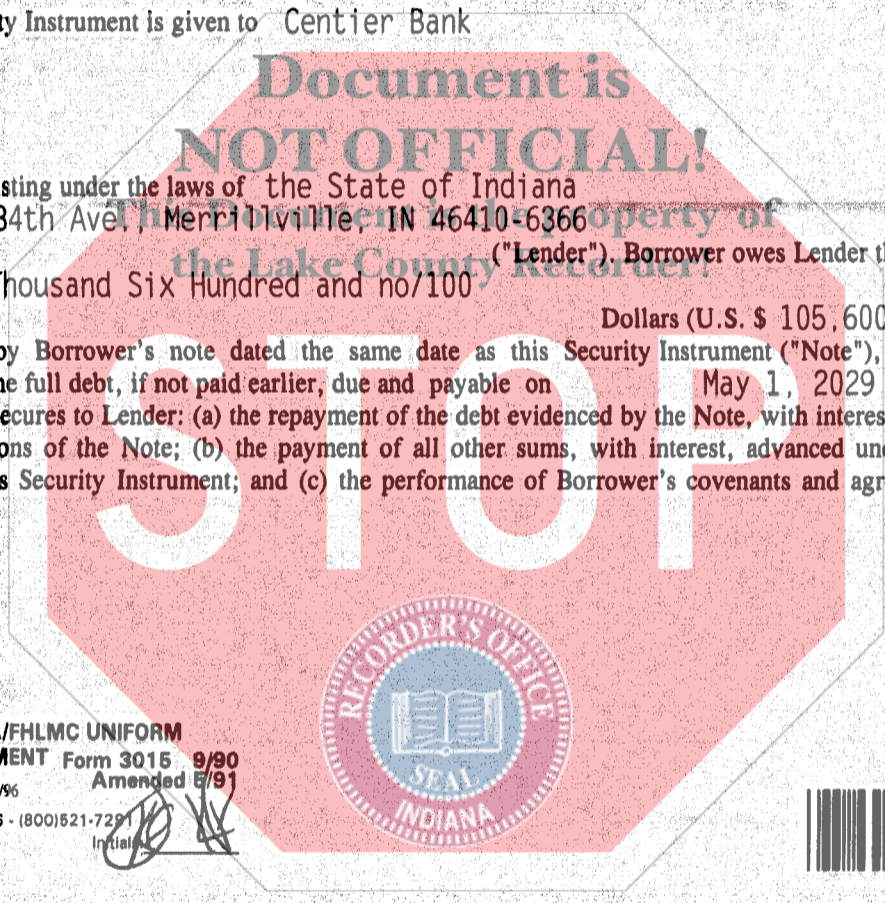 ty Instrument is given to Centier Bank
Document is
NOT OFFICIAL!
sting under the laws of the State of Indiana
84th Ave., Merrillville, IN 46410-6366
This Document is the property of
("Lender"). Borrower owes Lender t
the Lake County Recorder!
Thousand Six Hundred and no/100
Dollars (U.S. $ 105,600
by Borrower's note dated the same date as this Security Instrument ("Note"),
he full debt, if not paid earlier, due and payable on May 1, 2029
ecures to Lender: (a) the repayment of the debt evidenced by the Note, with interes
ons of the Note; (b) the payment of all other sums, with interest, advanced un
s Security Instrument; and (c) the performance of Borrower's covenants and agr
STOP
RECORDER'S OFFICE
SEAL
INDIANA
/FHLMC UNIFORM
MENT Form 3015 9/90
Amended 5/91
/96
S - (800)521-7291
Initials